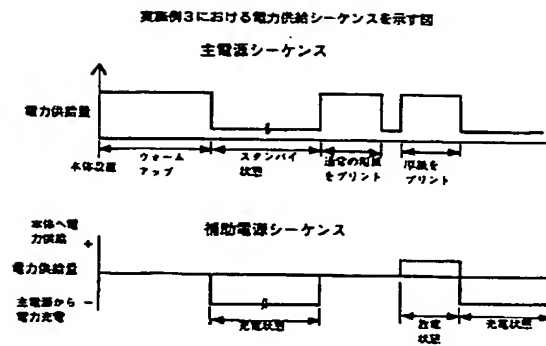 実施例3における電力供給シーケンスを示す図
主電源シーケンス
電力供給量
本体設置
ウォーム
アップ
スタンバイ
状態
通常の用紙
をプリント
厚紙を
プリント
補助電源シーケンス
本体へ電
力供給
+
電力供給量
主電源から
電力充電
−
充電状態
放電
状態
充電状態